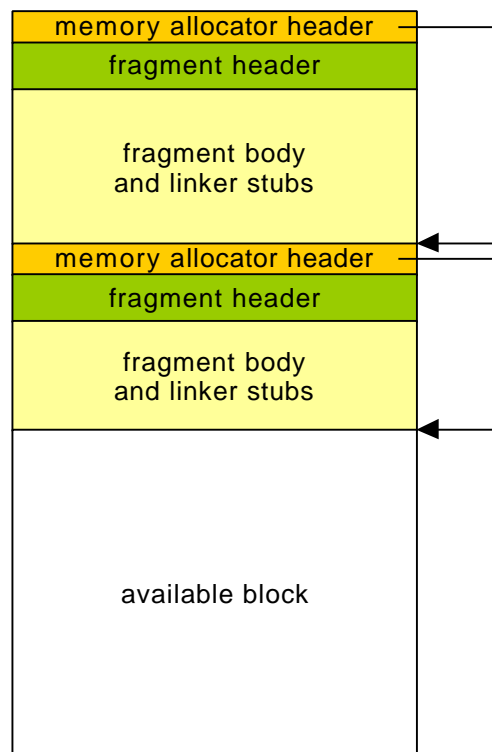 memory allocator header
fragment header
fragment body
and linker stubs
memory allocator header
fragment header
fragment body
and linker stubs
available block